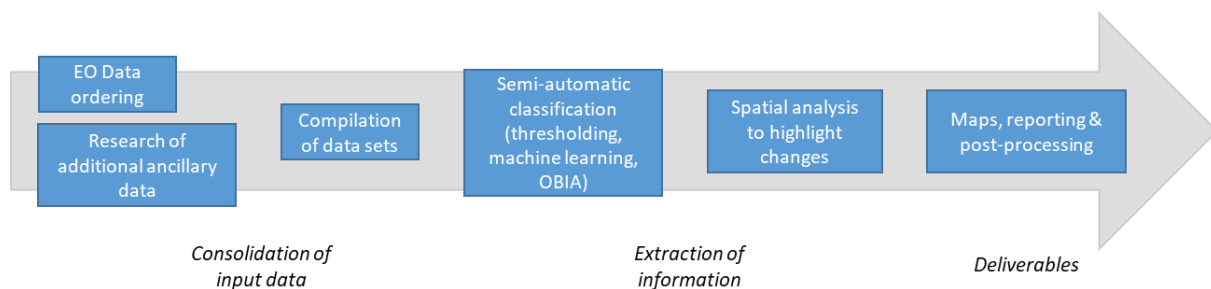 EO Data
ordering
Research of
additional ancillary
data
Compilation
of data sets
Semi-automatic
classification
(thresholding,
machine learning,
OBIA)
Spatial analysis
to highlight
changes
Maps, reporting &
post-processing
Consolidation of
input data
Extraction of
information
Deliverables